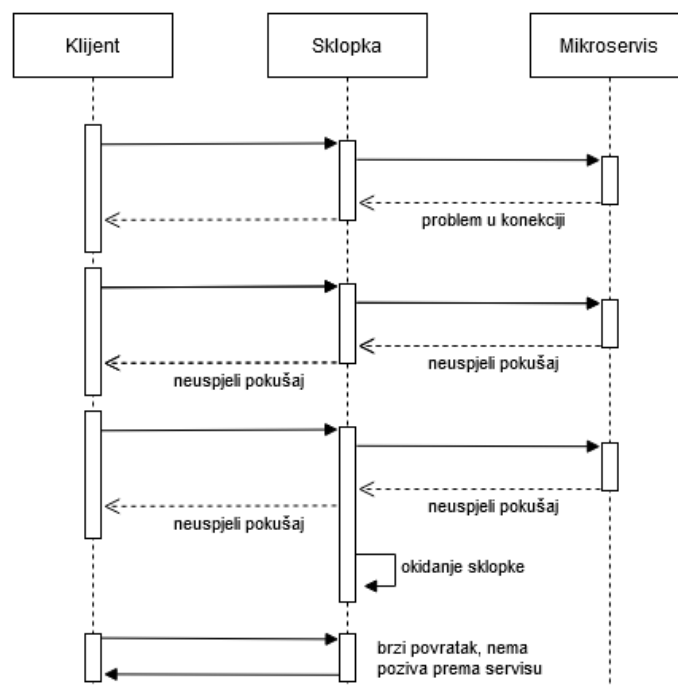 Klijent
Sklopka
Mikroservis
problem u konekciji
neuspjeli pokušaj
neuspjeli pokušaj
neuspjeli pokušaj
neuspjeli pokušaj
okidanje sklopke
brzi povratak, nema
poziva prema servisu